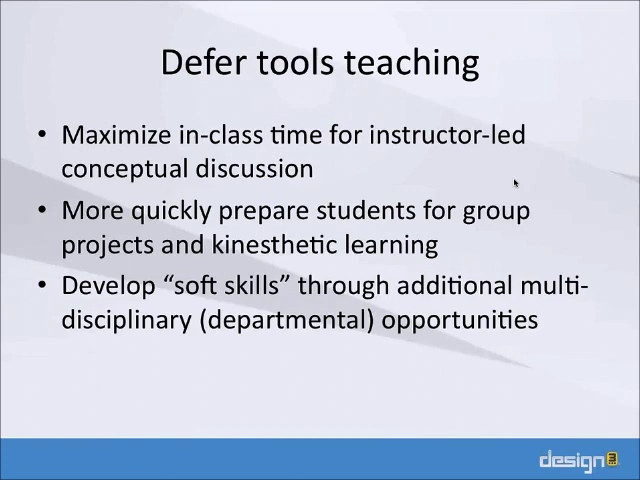 Defer tools teaching
• Maximize in-class time for instructor-led
conceptual discussion
• More quickly prepare students for group
projects and kinesthetic learning
• Develop “soft skills” through additional multi-
disciplinary (departmental) opportunities
design